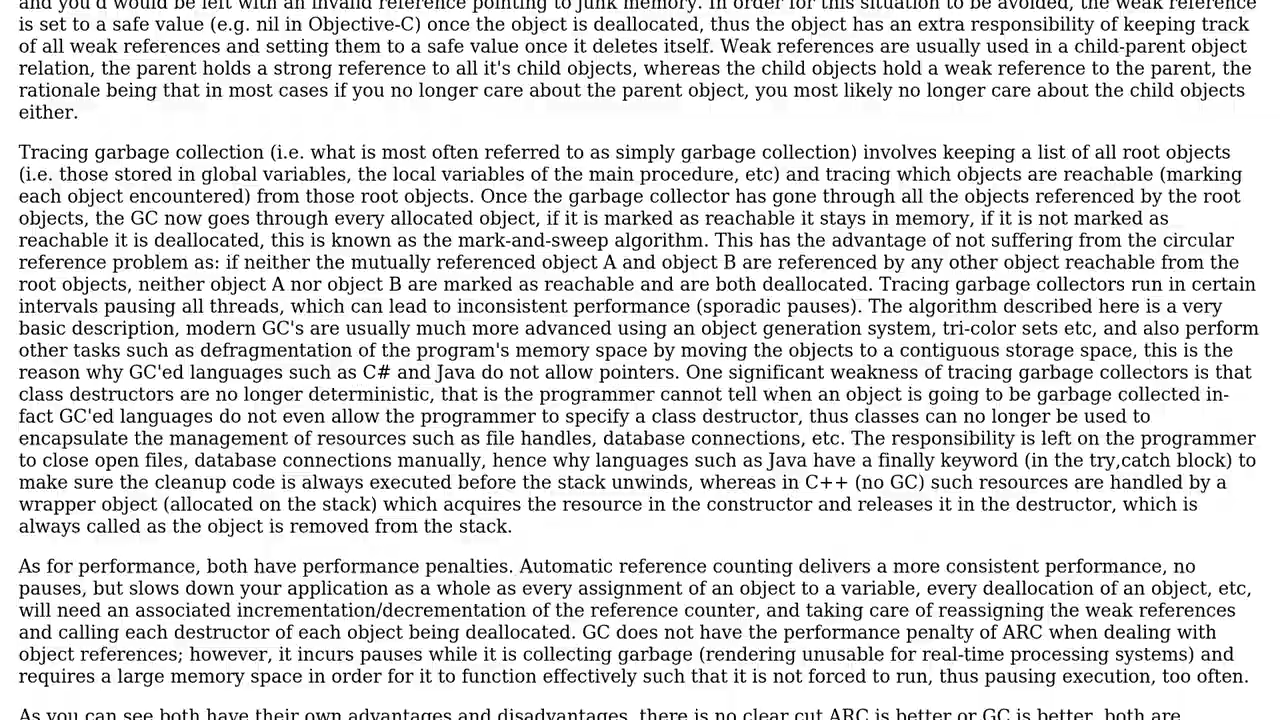 and you'd would be left with an invalid reference pointing to junk memory. In order for this situation to be avoided, the weak reference
is set to a safe value (e.g. nil in Objective-C) once the object is deallocated, thus the object has an extra responsibility of keeping track
of all weak references and setting them to a safe value once it deletes itself. Weak references are usually used in a child-parent object
relation, the parent holds a strong reference to all it's child objects, whereas the child objects hold a weak reference to the parent, the
rationale being that in most cases if you no longer care about the parent object, you most likely no longer care about the child objects
either.
Tracing garbage collection (i.e. what is most often referred to as simply garbage collection) involves keeping a list of all root objects
(i.e. those stored in global variables, the local variables of the main procedure, etc) and tracing which objects are reachable (marking
each object encountered) from those root objects. Once the garbage collector has gone through all the objects referenced by the root
objects, the GC now goes through every allocated object, if it is marked as reachable it stays in memory, if it is not marked as
reachable it is deallocated, this is known as the mark-and-sweep algorithm. This has the advantage of not suffering from the circular
reference problem as: if neither the mutually referenced object A and object B are referenced by any other object reachable from the
root objects, neither object A nor object B are marked as reachable and are both deallocated. Tracing garbage collectors run in certain
intervals pausing all threads, which can lead to inconsistent performance (sporadic pauses). The algorithm described here is a very
basic description, modern GC's are usually much more advanced using an object generation system, tri-color sets etc, and also perform
other tasks such as defragmentation of the program's memory space by moving the objects to a contiguous storage space, this is the
reason why GC'ed languages such as C# and Java do not allow pointers. One significant weakness of tracing garbage collectors is that
class destructors are no longer deterministic, that is the programmer cannot tell when an object is going to be garbage collected in-
fact GC'ed languages do not even allow the programmer to specify a class destructor, thus classes can no longer be used to
encapsulate the management of resources such as file handles, database connections, etc. The responsibility is left on the programmer
to close open files, database connections manually, hence why languages such as Java have a finally keyword (in the try,catch block) to
make sure the cleanup code is always executed before the stack unwinds, whereas in C++ (no GC) such resources are handled by a
wrapper object (allocated on the stack) which acquires the resource in the constructor and releases it in the destructor, which is
always called as the object is removed from the stack.
As for performance, both have performance penalties. Automatic reference counting delivers a more consistent performance, no
pauses, but slows down your application as a whole as every assignment of an object to a variable, every deallocation of an object, etc,
will need an associated incrementation/decrementation of the reference counter, and taking care of reassigning the weak references
and calling each destructor of each object being deallocated. GC does not have the performance penalty of ARC when dealing with
object references; however, it incurs pauses while it is collecting garbage (rendering unusable for real-time processing systems) and
requires a large memory space in order for it to function effectively such that it is not forced to run, thus pausing execution, too often.
As you can see both have their own advantages and disadvantages, there is no clear cut ARC is better or GC is better, both are